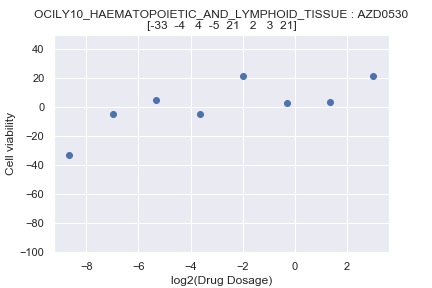 OCILY10_HAEMATOPOIETIC_AND_LYMPHOID_TISSUE : AZD0530
[-33 -4 4 -5 21 2 3 21]
40
20
0
−20
−40
−60
−80
−100
Cell viability
−8 −6 −4 −2 0 2
log2(Drug Dosage)